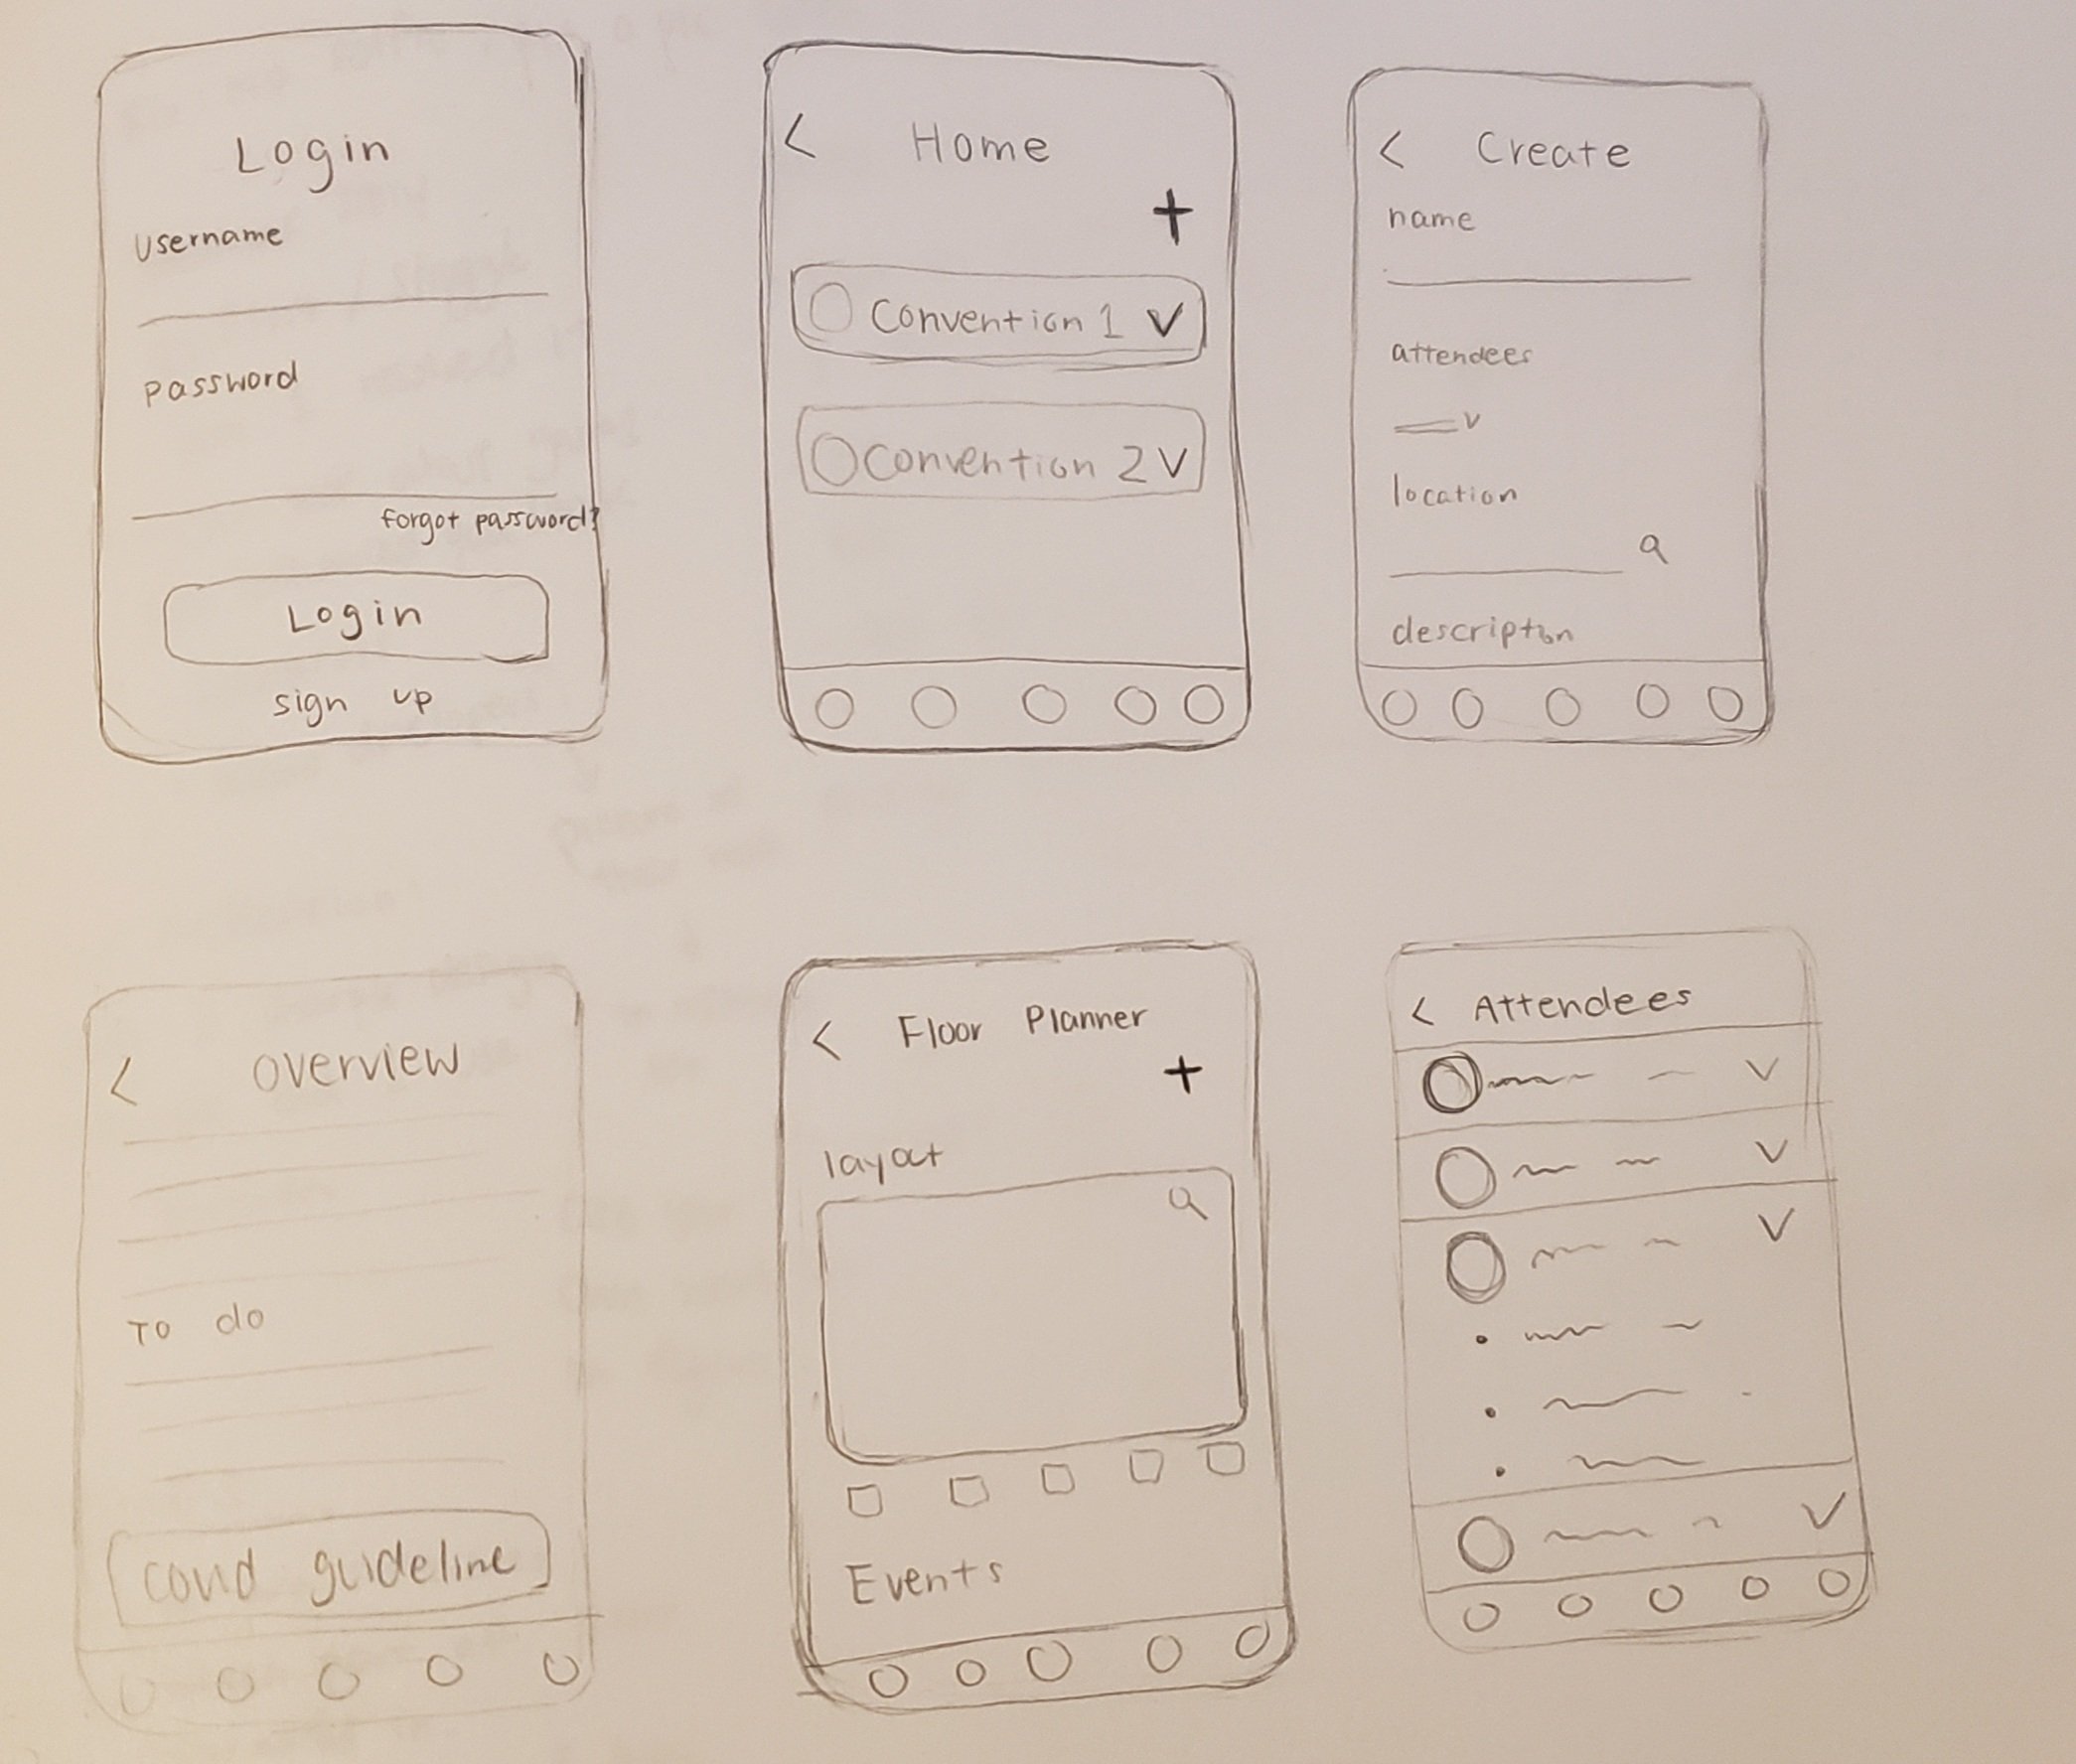 Login
username
password
forgot password?
Login
sign up
< Home
+
Convention 1 V
Convention 2 V
< Create
name
attendees
v
location
description
< overview
To do
covid guideline
< Floor Planner
+
layout
Events
< Attendees
V
V
V
V